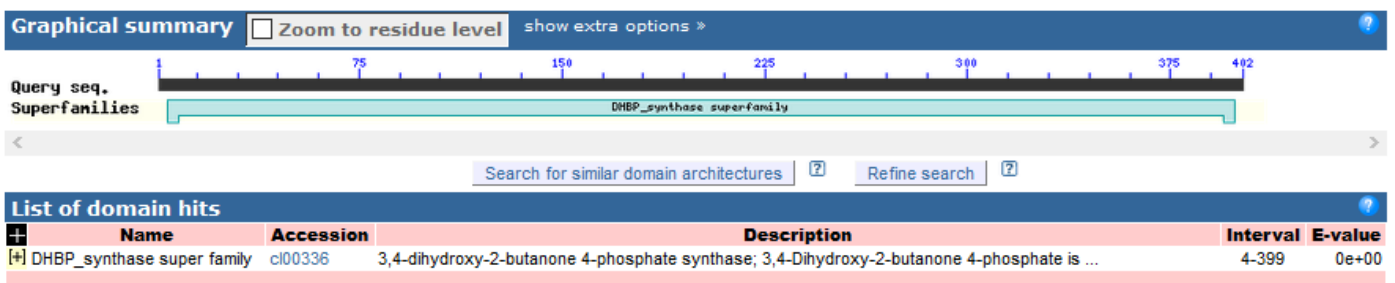 Graphical summary Zoom to residue level show extra options » ?
1 75 150 225 300 375 402
Query seq.
Superfamilies DHBP_synthase superfamily
< >
Search for similar domain architectures ? Refine search ?
List of domain hits ?
+ Name Accession Description Interval E-value
[+] DHBP_synthase super family cl00336 3,4-dihydroxy-2-butanone 4-phosphate synthase; 3,4-Dihydroxy-2-butanone 4-phosphate is ... 4-399 0e+00